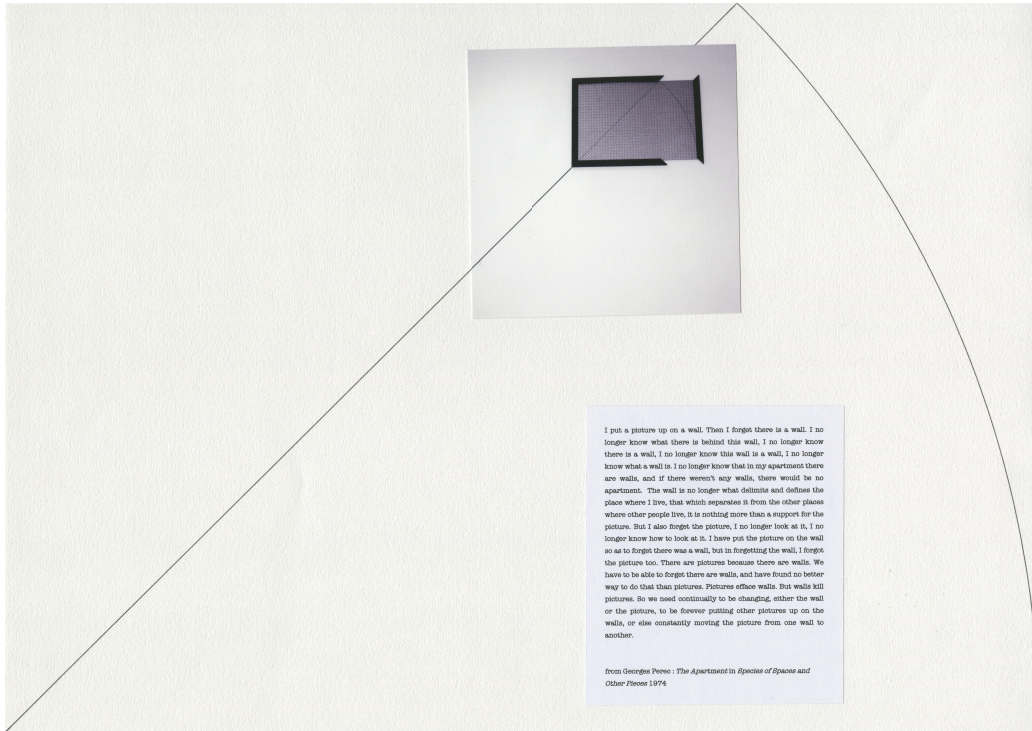 I put a picture up on a wall. Then I forget there is a wall. I no
longer know what there is behind this wall, I no longer know
there is a wall, I no longer know this wall is a wall, I no longer
know what a wall is. I no longer know that in my apartment there
are walls, and if there weren't any walls, there would be no
apartment. The wall is no longer what delimits and defines the
place where I live, that which separates it from the other places
where other people live, it is nothing more than a support for the
picture. But I also forget the picture, I no longer look at it, I no
longer know how to look at it. I have put the picture on the wall
so as to forget there was a wall, but in forgetting the wall, I forgot
the picture too. There are pictures because there are walls. We
have to be able to forget there are walls, and have found no better
way to do that than pictures. Pictures efface walls. But walls kill
pictures. So we need continually to be changing, either the wall
or the picture, to be forever putting other pictures up on the
walls, or else constantly moving the picture from one wall to
another.
from Georges Perec : The Apartment in Species of Spaces and
Other Pieces 1974